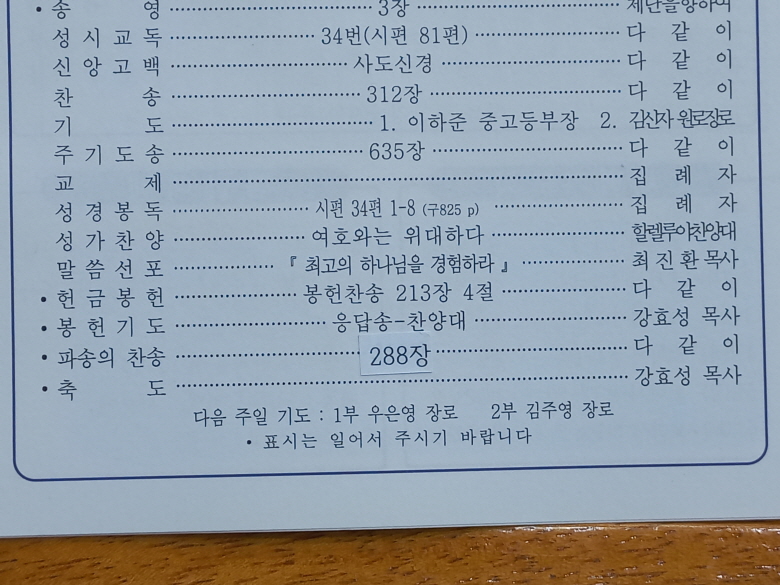 • 송 영 3장 제단을향하여
성 시 교 독 34번(시편 81편) 다 같 이
신 앙 고 백 사도신경 다 같 이
찬 송 312장 다 같 이
기 도 1. 이하준 중고등부장 2. 김산자 원로장로
주 기 도 송 635장 다 같 이
교 제 집 례 자
성 경 봉 독 시편 34편 1-8 (구825 p) 집 례 자
성 가 찬 양 여호와는 위대하다 할렐루야찬양대
말 씀 선 포 『 최고의 하나님을 경험하라 』 최 진 환 목사
• 헌 금 봉 헌 봉헌찬송 213장 4절 다 같 이
• 봉 헌 기 도 응답송-찬양대 강효성 목사
• 파송의 찬송 288장 다 같 이
• 축 도 강효성 목사
다음 주일 기도 : 1부 우은영 장로 2부 김주영 장로
• 표시는 일어서 주시기 바랍니다